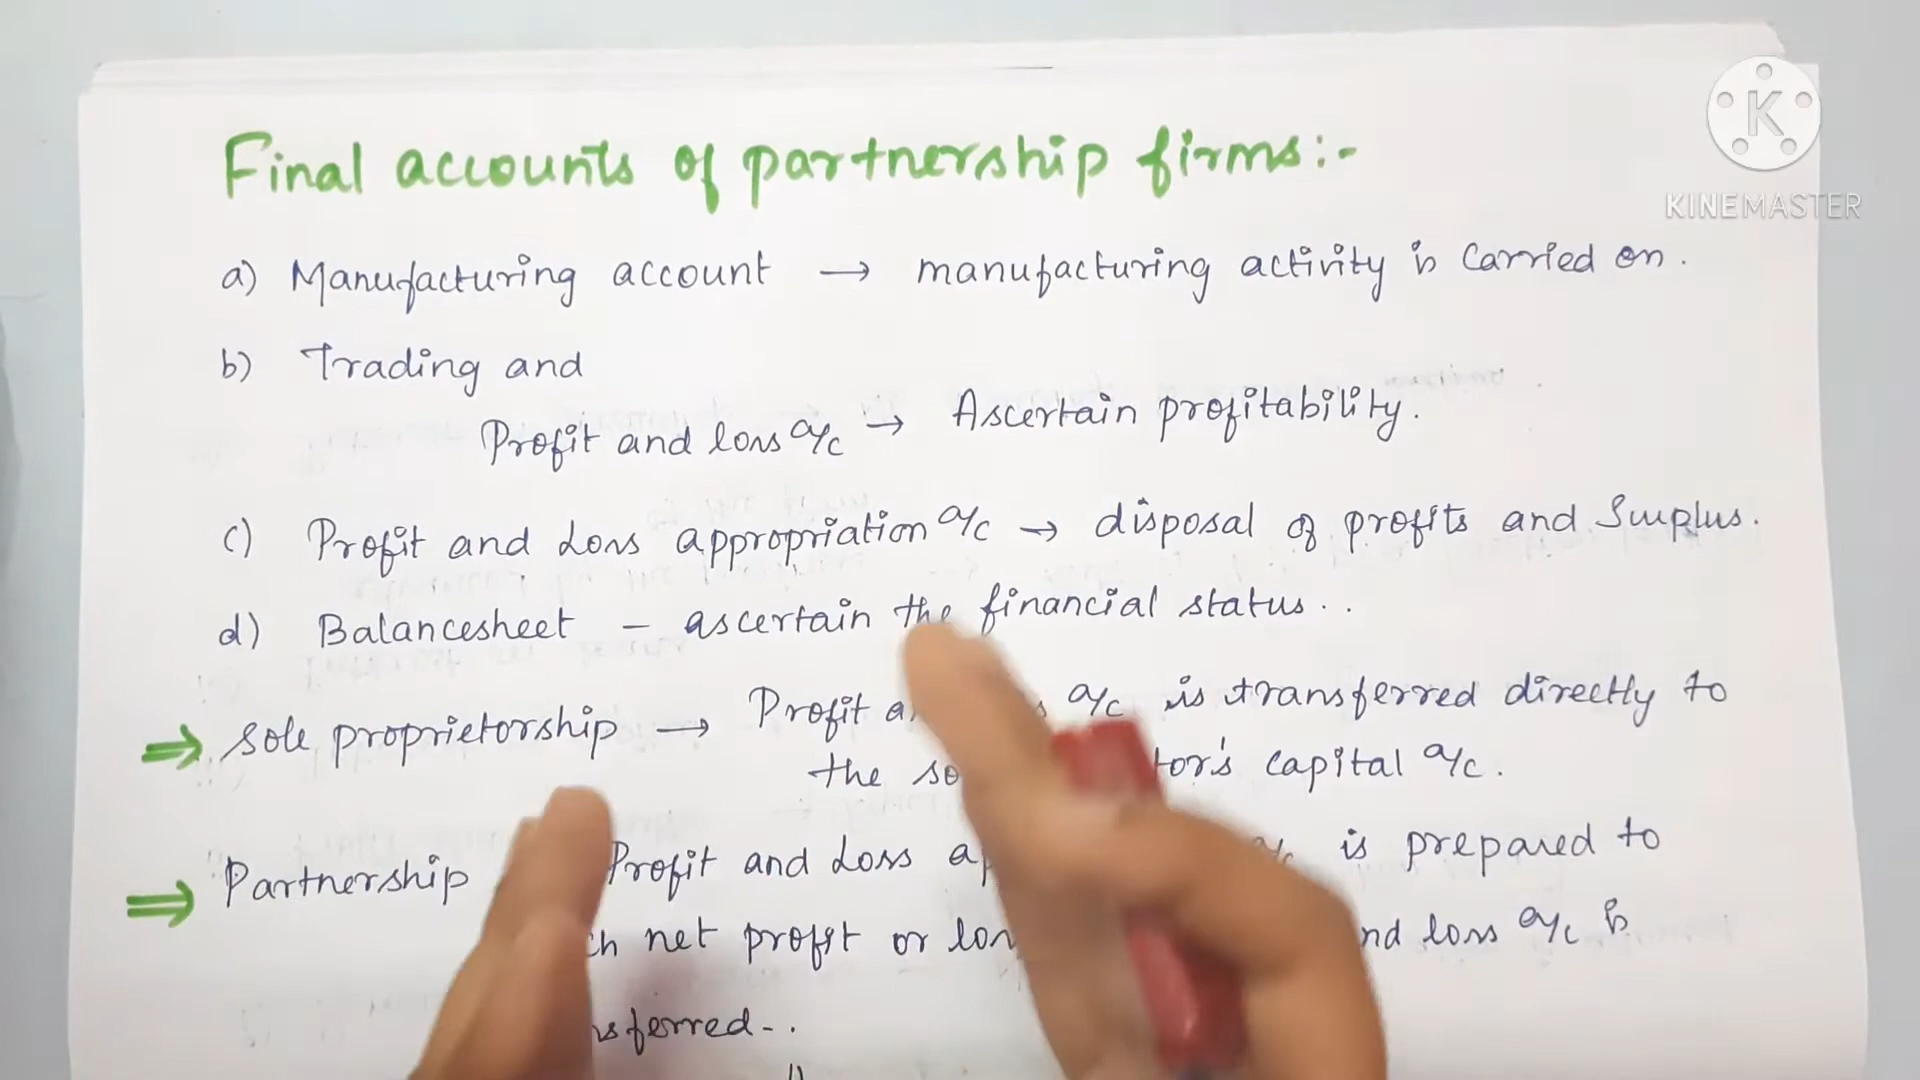 Final accounts of partnership firms:-
K
KINEMASTER
a) Manufacturing account → manufacturing activity is carried on.
b) Trading and
Profit and loss a/c → Ascertain profitability.
c) Profit and Loss appropriation a/c → disposal of profits and Surplus.
d) Balancesheet - ascertain the financial status..
⇒ sole proprietorship → Profit a/c is transferred directly to
the capital a/c.
⇒ Partnership Profit and Loss is prepared to
net profit or loss a/c is